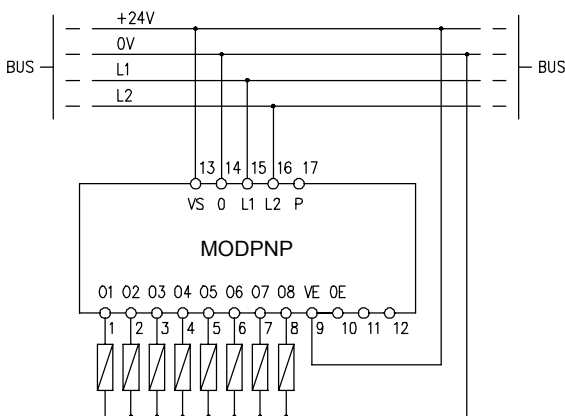 +24V
0V
BUS
BUS
L1
L2
13 14 15 16 17
VS 0 L1 L2 P
MODPNP
O1 O2 O3 O4 O5 O6 O7 O8 VE OE
1 2 3 4 5 6 7 8 9 10 11 12